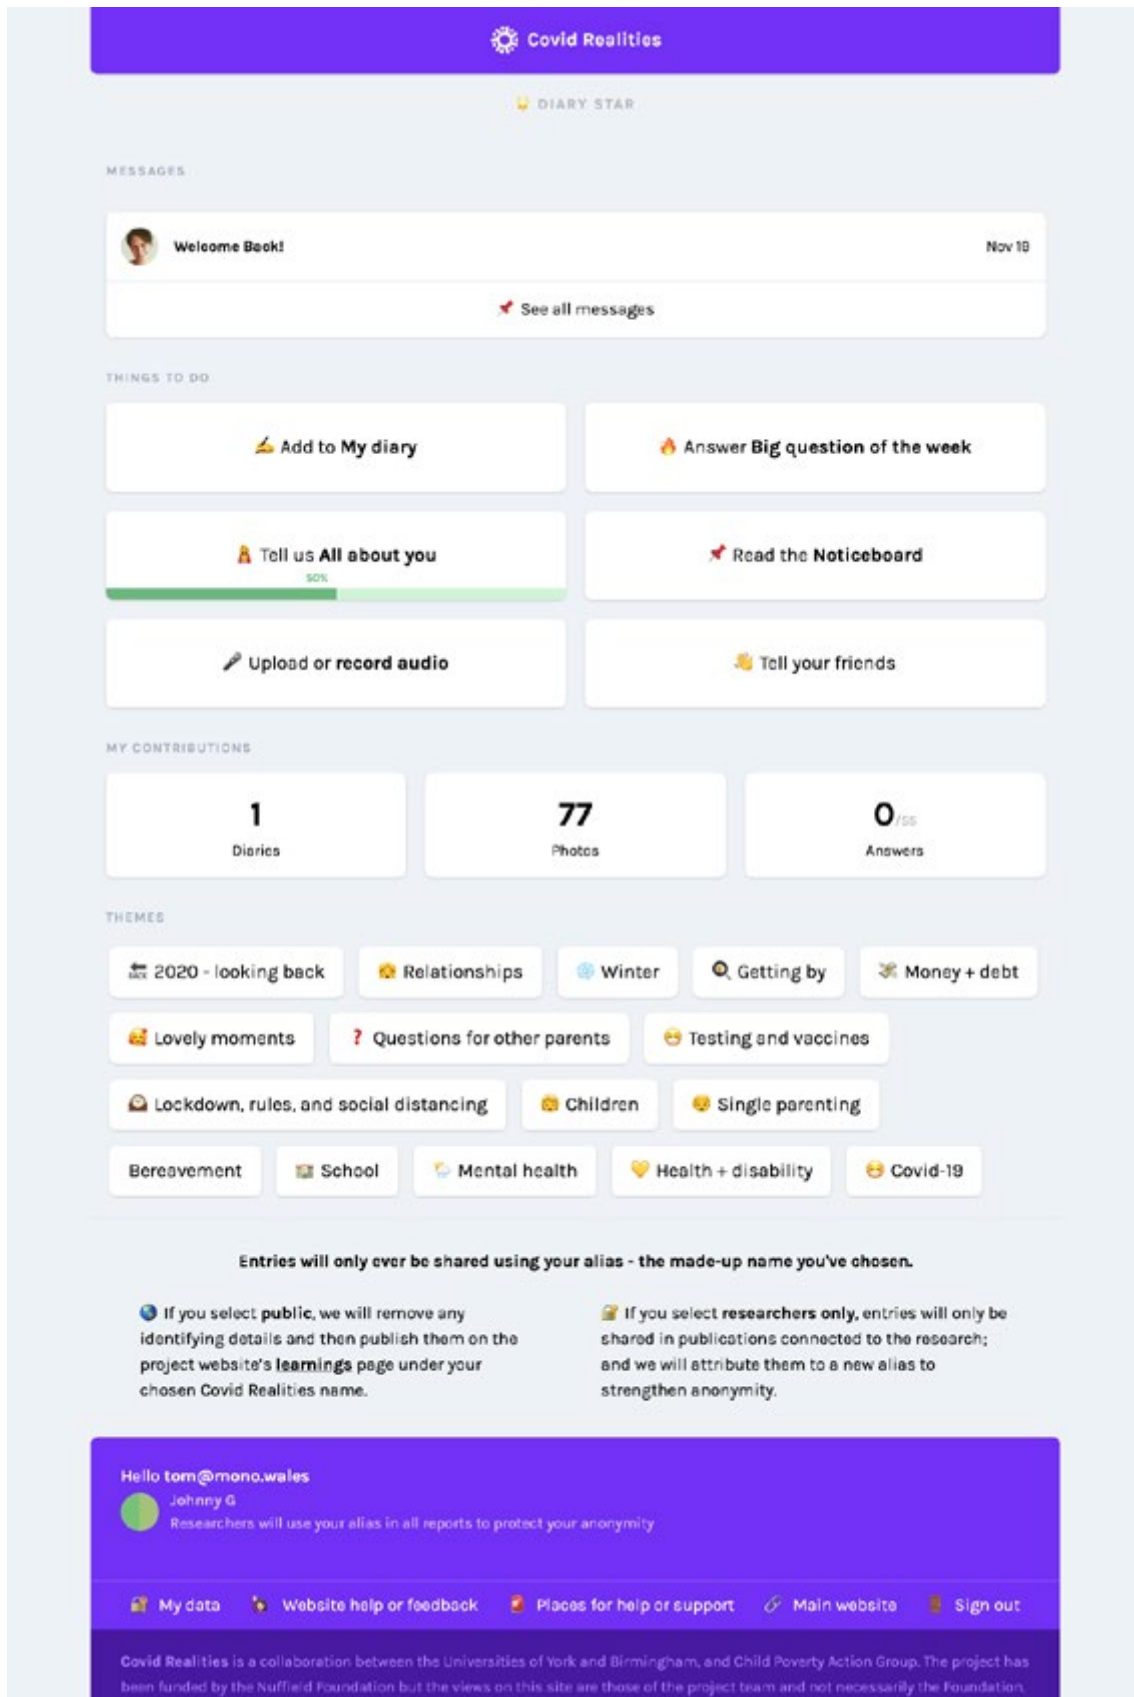 Covid Realities
DIARY STAR
MESSAGES
Welcome Back!
Nov 19
See all messages
THINGS TO DO
Add to My diary
Answer Big question of the week
Tell us All about you
50%
Read the Noticeboard
Upload or record audio
Tell your friends
MY CONTRIBUTIONS
1
Diaries
77
Photos
0/55
Answers
THEMES
BACK 2020 - looking back
Relationships
Winter
Getting by
Money + debt
Lovely moments
? Questions for other parents
Testing and vaccines
Lockdown, rules, and social distancing
Children
Single parenting
Bereavement
School
Mental health
Health + disability
Covid-19
Entries will only ever be shared using your alias - the made-up name you've chosen.
If you select public, we will remove any
identifying details and then publish them on the
project website's learnings page under your
chosen Covid Realities name.
If you select researchers only, entries will only be
shared in publications connected to the research;
and we will attribute them to a new alias to
strengthen anonymity.
Hello tom@mono.wales
Johnny G
Researchers will use your alias in all reports to protect your anonymity
My data
Website help or feedback
Places for help or support
Main website
Sign out
Covid Realities is a collaboration between the Universities of York and Birmingham, and Child Poverty Action Group. The project has
been funded by the Nuffield Foundation but the views on this site are those of the project team and not necessarily the Foundation.